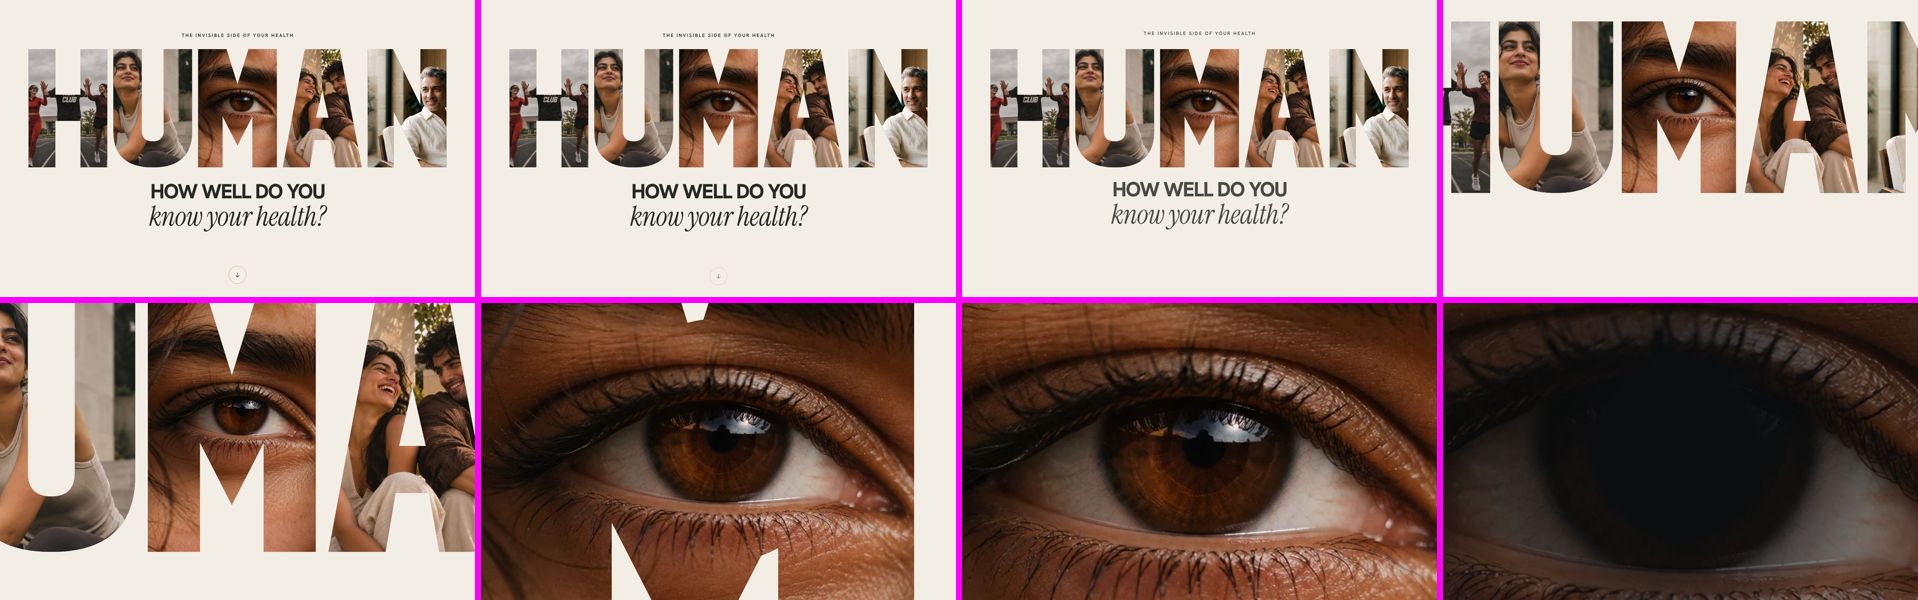 THE INVISIBLE SIDE OF YOUR HEALTH
HUMAN
CLUB
HOW WELL DO YOU
know your health?
THE INVISIBLE SIDE OF YOUR HEALTH
HUMAN
CLUB
HOW WELL DO YOU
know your health?
THE INVISIBLE SIDE OF YOUR HEALTH
HUMAN
CLUB
HOW WELL DO YOU
know your health?
HUMAN
UMA
M